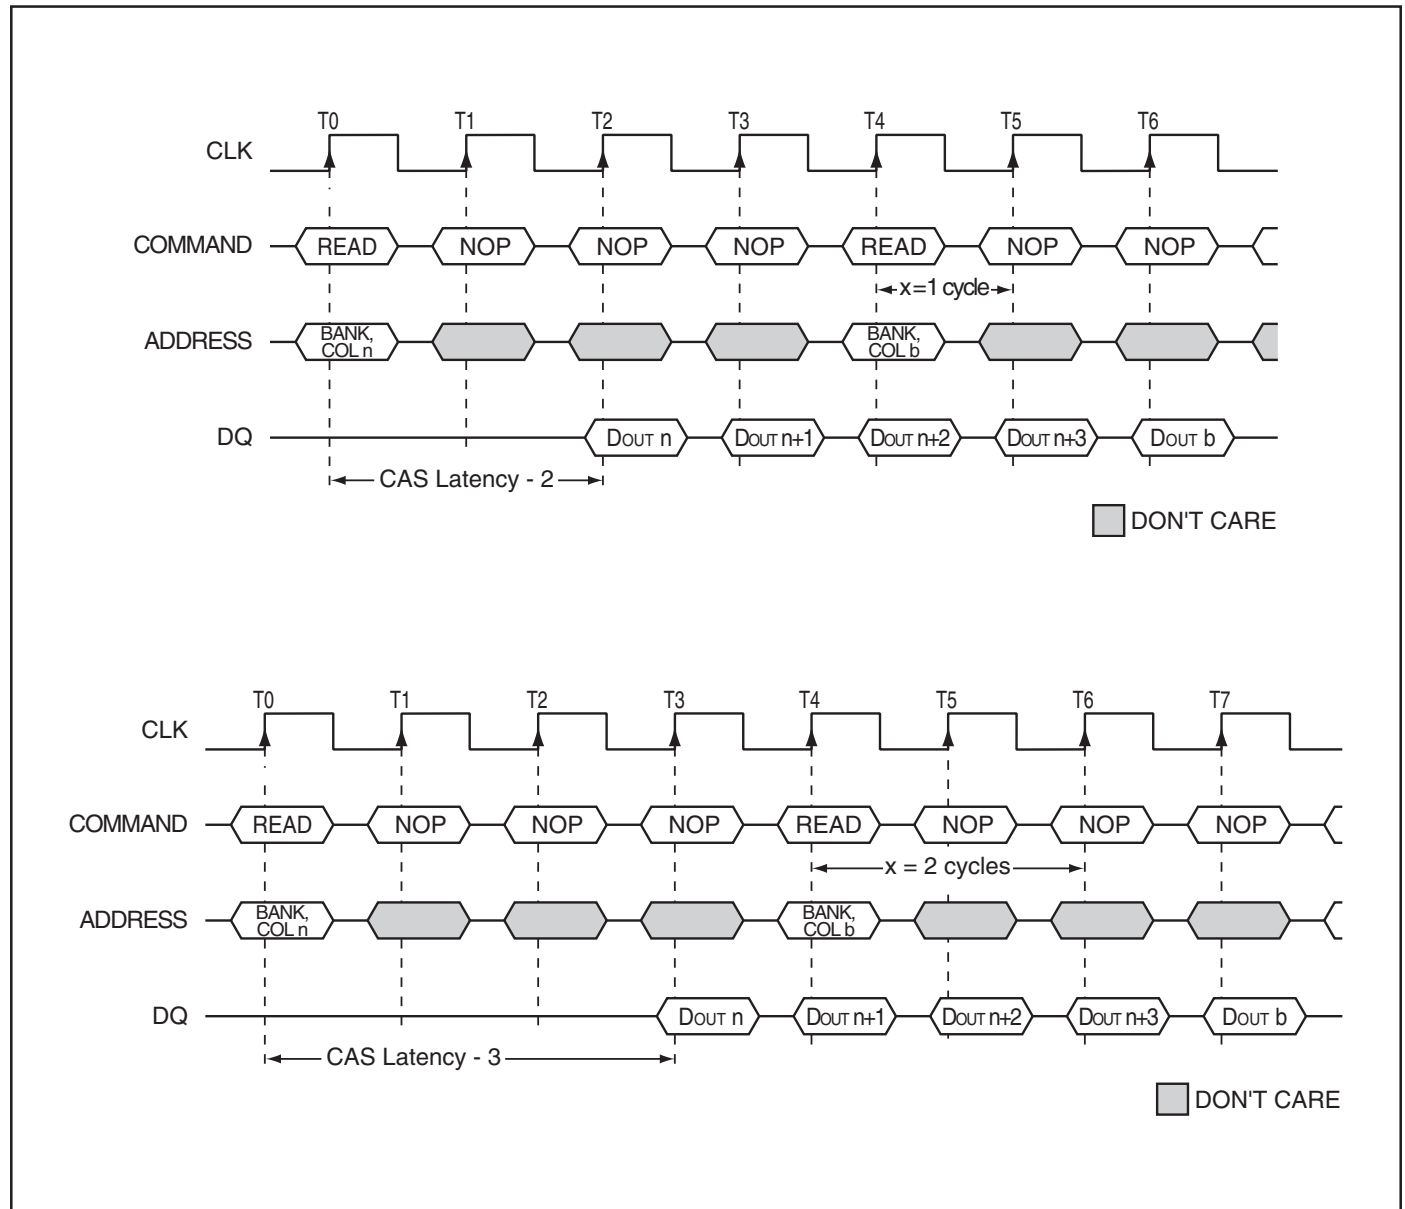 T0 T1 T2 T3 T4 T5 T6
CLK
COMMAND READ NOP NOP NOP READ NOP NOP
x=1 cycle
ADDRESS BANK, COL n BANK, COL b
DQ DOUT n DOUT n+1 DOUT n+2 DOUT n+3 DOUT b
CAS Latency - 2
DON'T CARE
T0 T1 T2 T3 T4 T5 T6 T7
CLK
COMMAND READ NOP NOP NOP READ NOP NOP NOP
x = 2 cycles
ADDRESS BANK, COL n BANK, COL b
DQ DOUT n DOUT n+1 DOUT n+2 DOUT n+3 DOUT b
CAS Latency - 3
DON'T CARE